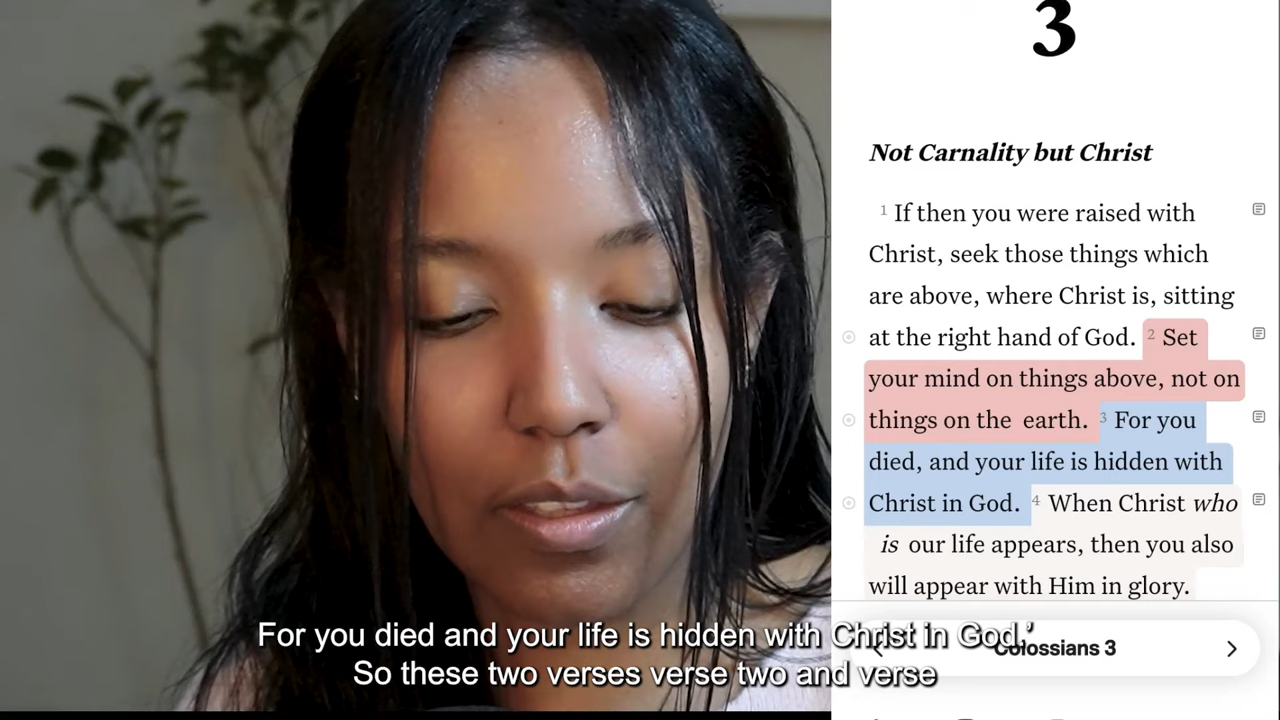 3
Not Carnality but Christ
1 If then you were raised with
Christ, seek those things which
are above, where Christ is, sitting
at the right hand of God. 2 Set
your mind on things above, not on
things on the earth. 3 For you
died, and your life is hidden with
Christ in God. 4 When Christ who
is our life appears, then you also
will appear with Him in glory.
Colossians 3
For you died and your life is hidden with Christ in God.’
So these two verses verse two and verse